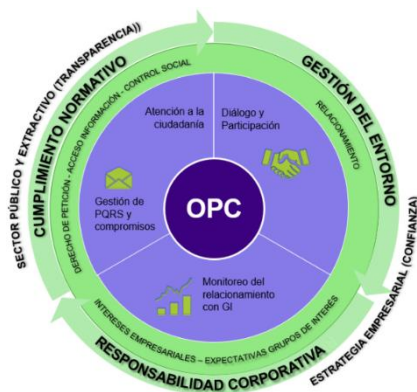 SECTOR PÚBLICO Y EXTRACTIVO (TRANSPARENCIA))
CUMPLIMIENTO NORMATIVO
DERECHO DE PETICIÓN - ACCESO INFORMACIÓN - CONTROL SOCIAL
GESTIÓN DEL ENTORNO
RELACIONAMIENTO
Atención a la
ciudadanía
Diálogo y
Participación
Gestión de
PQRS y
compromisos
OPC
Monitoreo del
relacionamiento
con GI
INTERESES EMPRESARIALES – EXPECTATIVAS GRUPOS DE INTERÉS
RESPONSABILIDAD CORPORATIVA
ESTRATEGIA EMPRESARIAL (CONFIANZA)